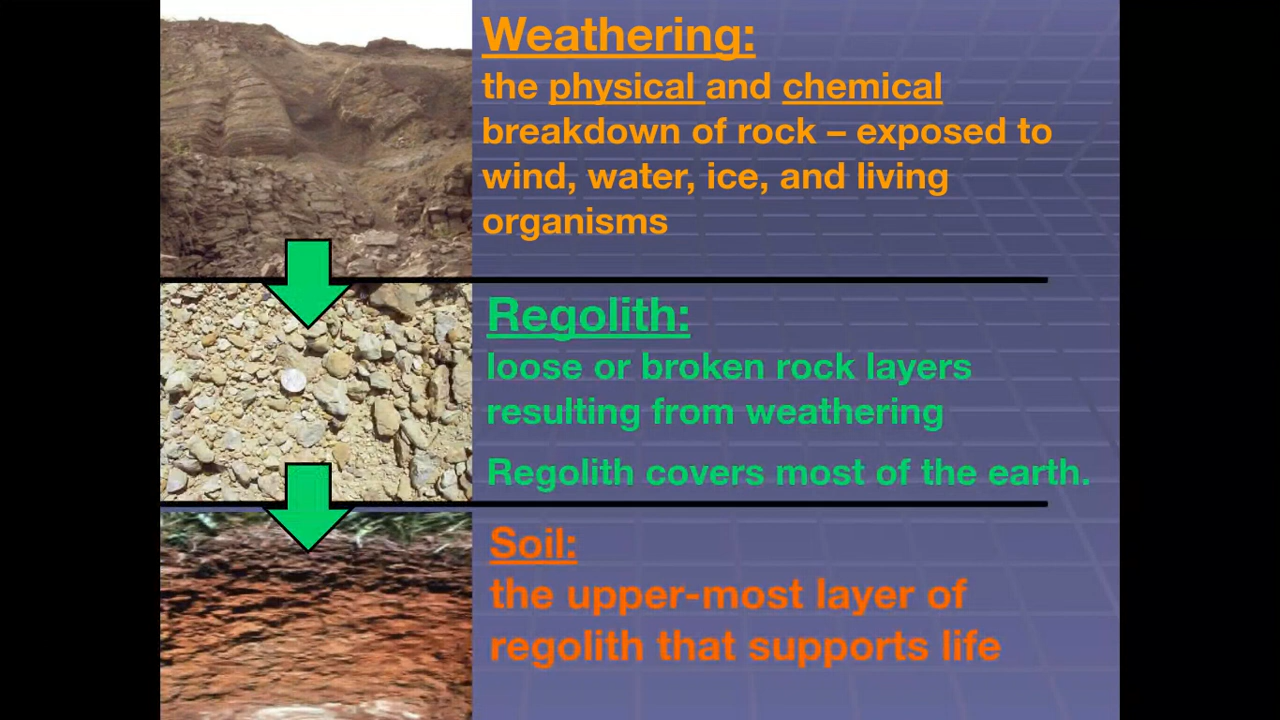 Weathering:
the physical and chemical
breakdown of rock – exposed to
wind, water, ice, and living
organisms
Regolith:
loose or broken rock layers
resulting from weathering
Regolith covers most of the earth.
Soil:
the upper-most layer of
regolith that supports life